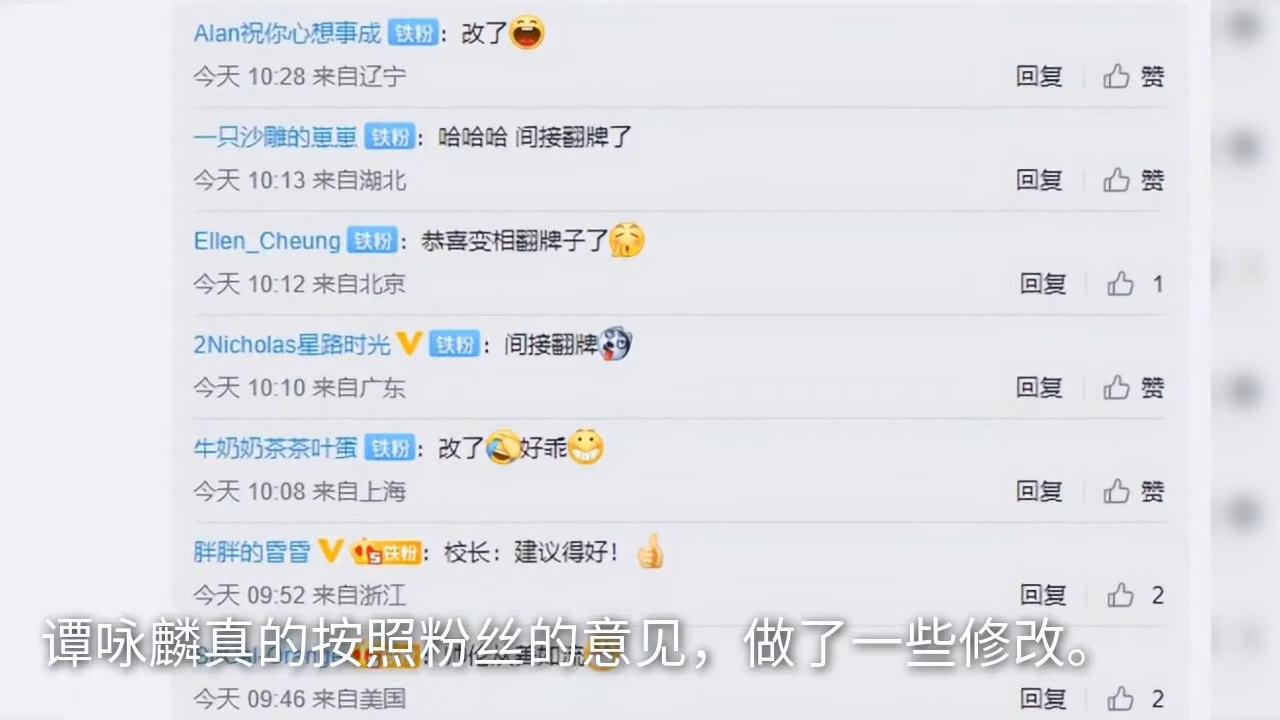 Alan祝你心想事成 铁粉：改了
今天 10:28 来自辽宁 回复 赞
一只沙雕的崽崽 铁粉：哈哈哈 间接翻牌了
今天 10:13 来自湖北 回复 赞
Ellen_Cheung 铁粉：恭喜变相翻牌子了
今天 10:12 来自北京 回复 1
2Nicholas星路时光 V 铁粉：间接翻牌
今天 10:10 来自广东 回复 赞
牛奶奶茶茶叶蛋 铁粉：改了好乖
今天 10:08 来自上海 回复 赞
胖胖的昏昏 V 5铁粉：校长：建议得好！
今天 09:52 来自浙江 回复 2
谭咏麟真的按照粉丝的意见，做了一些修改。
今天 09:46 来自美国 回复 2